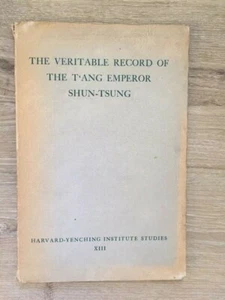 THE VERITABLE RECORD OF
THE T‘ANG EMPEROR
SHUN-TSUNG
HARVARD-YENCHING INSTITUTE STUDIES
XIII